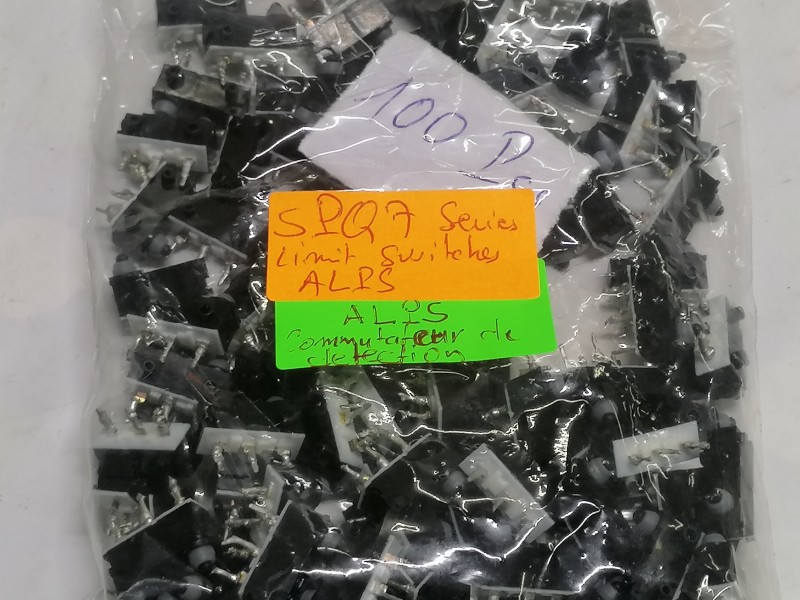 100 P
SPQ7 Series
Limit Switches
ALPS
ALPS
Commutateur de
detection